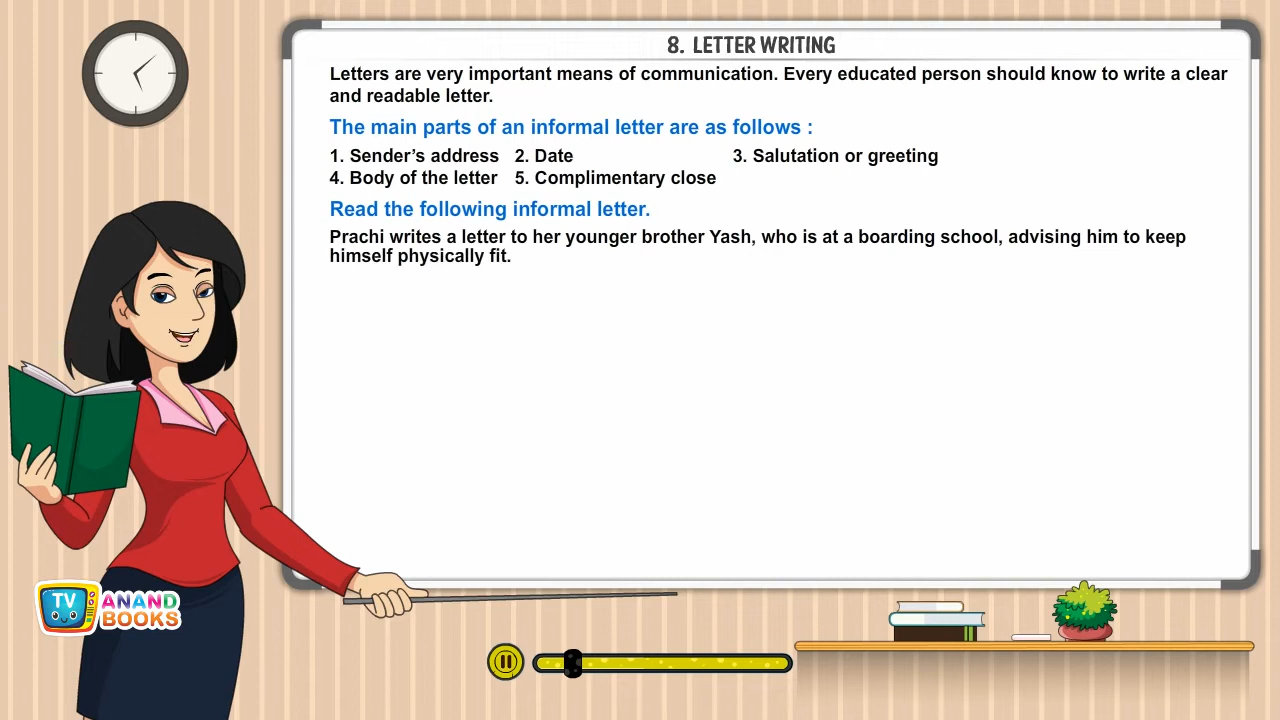 8. LETTER WRITING
Letters are very important means of communication. Every educated person should know to write a clear
and readable letter.
The main parts of an informal letter are as follows :
1. Sender’s address 2. Date 3. Salutation or greeting
4. Body of the letter 5. Complimentary close
Read the following informal letter.
Prachi writes a letter to her younger brother Yash, who is at a boarding school, advising him to keep
himself physically fit.
TV ANAND
BOOKS